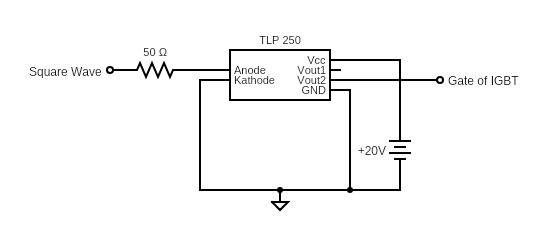 TLP 250
50 Ω
Square Wave
Anode
Kathode
Vcc
Vout1
Vout2
GND
Gate of IGBT
+20V